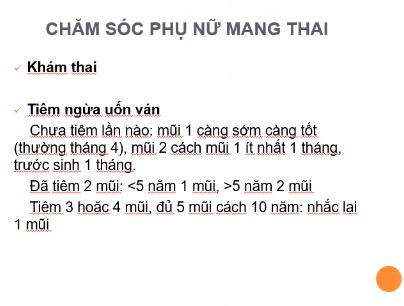 CHĂM SÓC PHỤ NỮ MANG THAI
✓ Khám thai
✓ Tiêm ngừa uốn ván
Chưa tiêm lần nào: mũi 1 càng sớm càng tốt
(thường tháng 4), mũi 2 cách mũi 1 ít nhất 1 tháng,
trước sinh 1 tháng.
Đã tiêm 2 mũi: <5 năm 1 mũi, >5 năm 2 mũi
Tiêm 3 hoặc 4 mũi, đủ 5 mũi cách 10 năm: nhắc lại
1 mũi